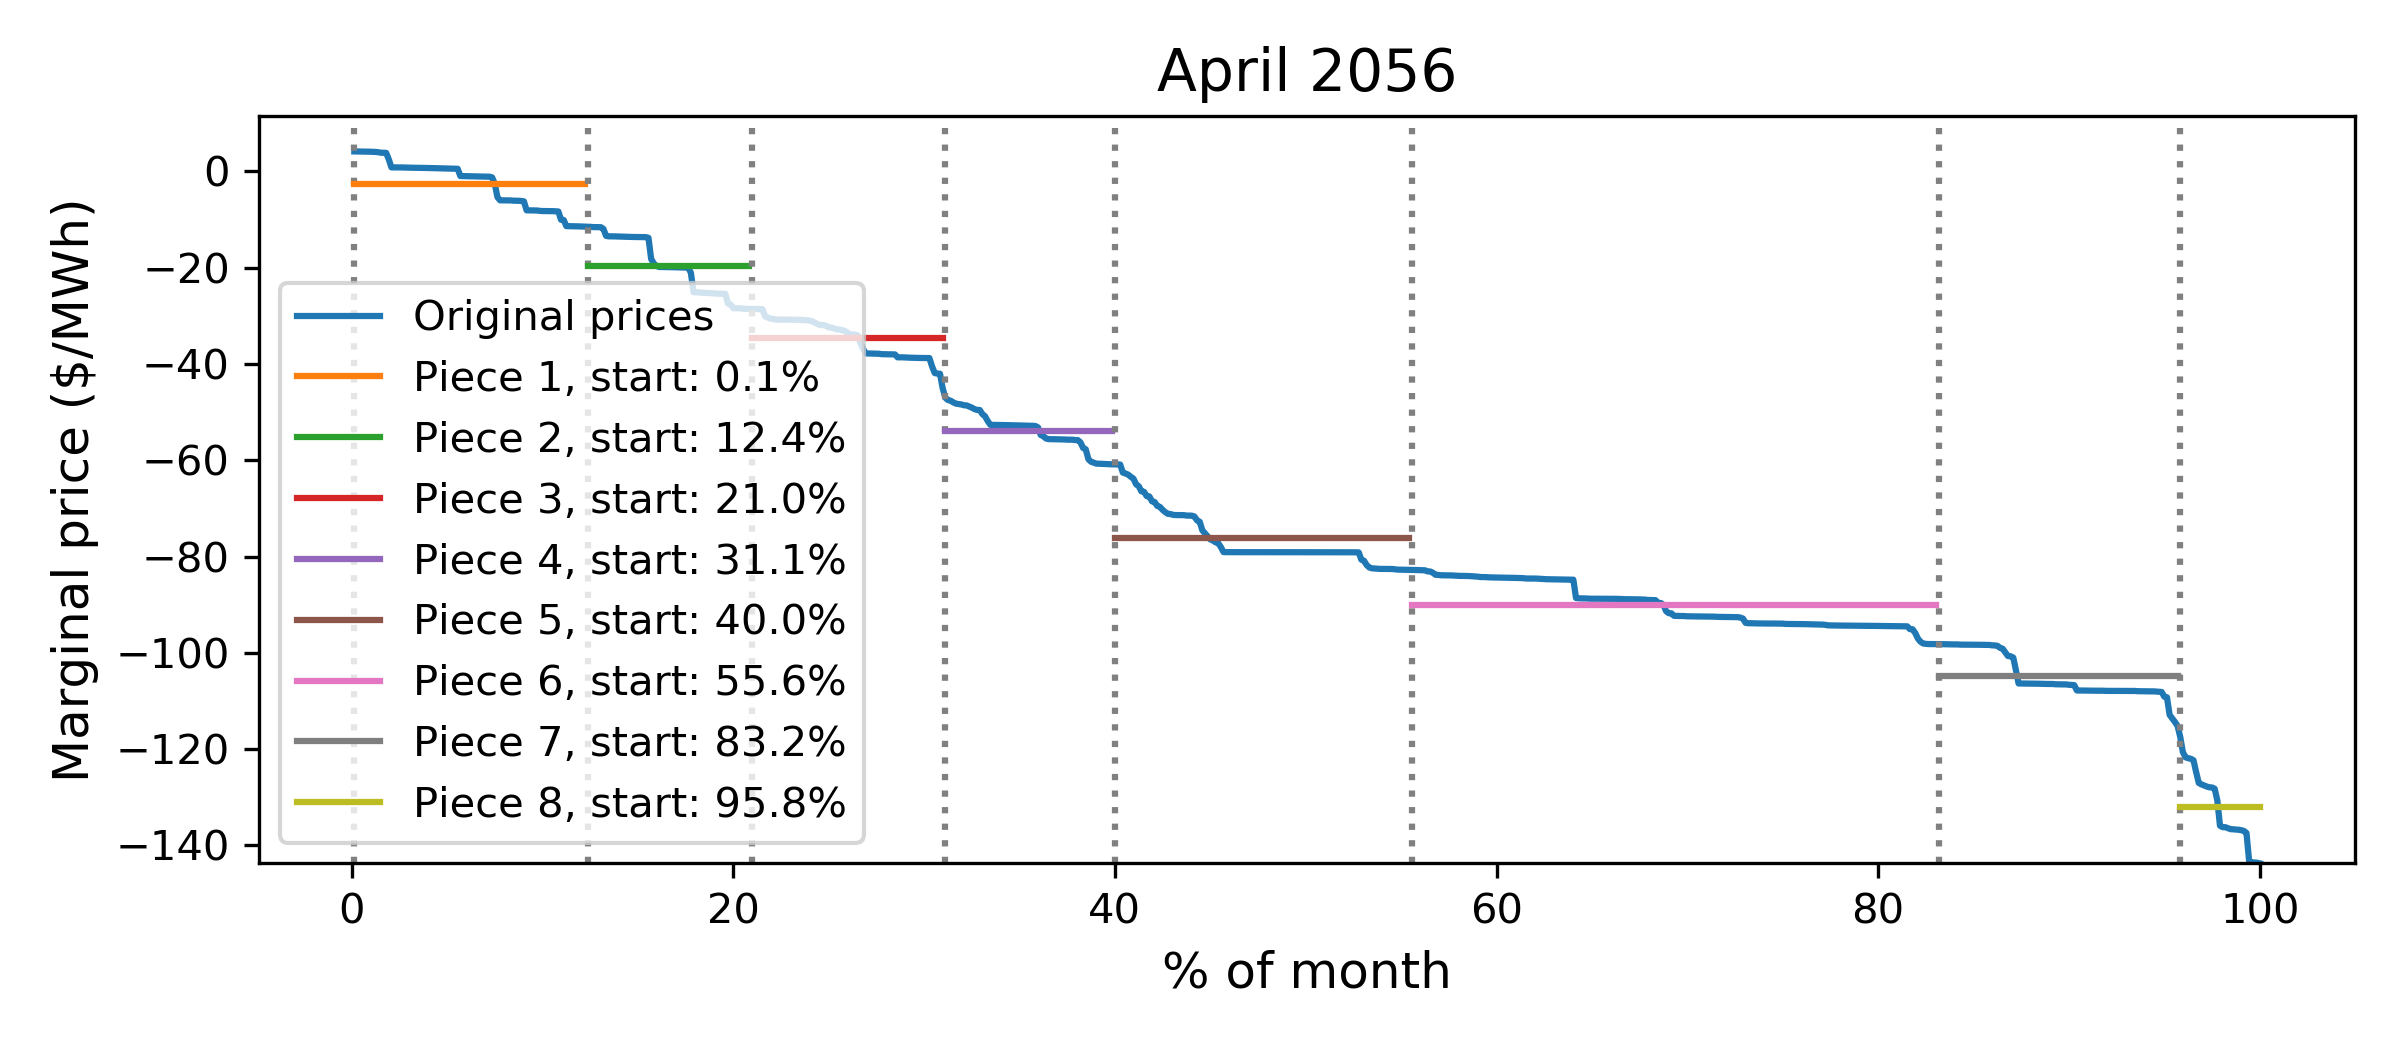 April 2056
Marginal price ($/MWh)
0
−20
−40
−60
−80
−100
−120
−140
Original prices
Piece 1, start: 0.1%
Piece 2, start: 12.4%
Piece 3, start: 21.0%
Piece 4, start: 31.1%
Piece 5, start: 40.0%
Piece 6, start: 55.6%
Piece 7, start: 83.2%
Piece 8, start: 95.8%
0 20 40 60 80 100
% of month